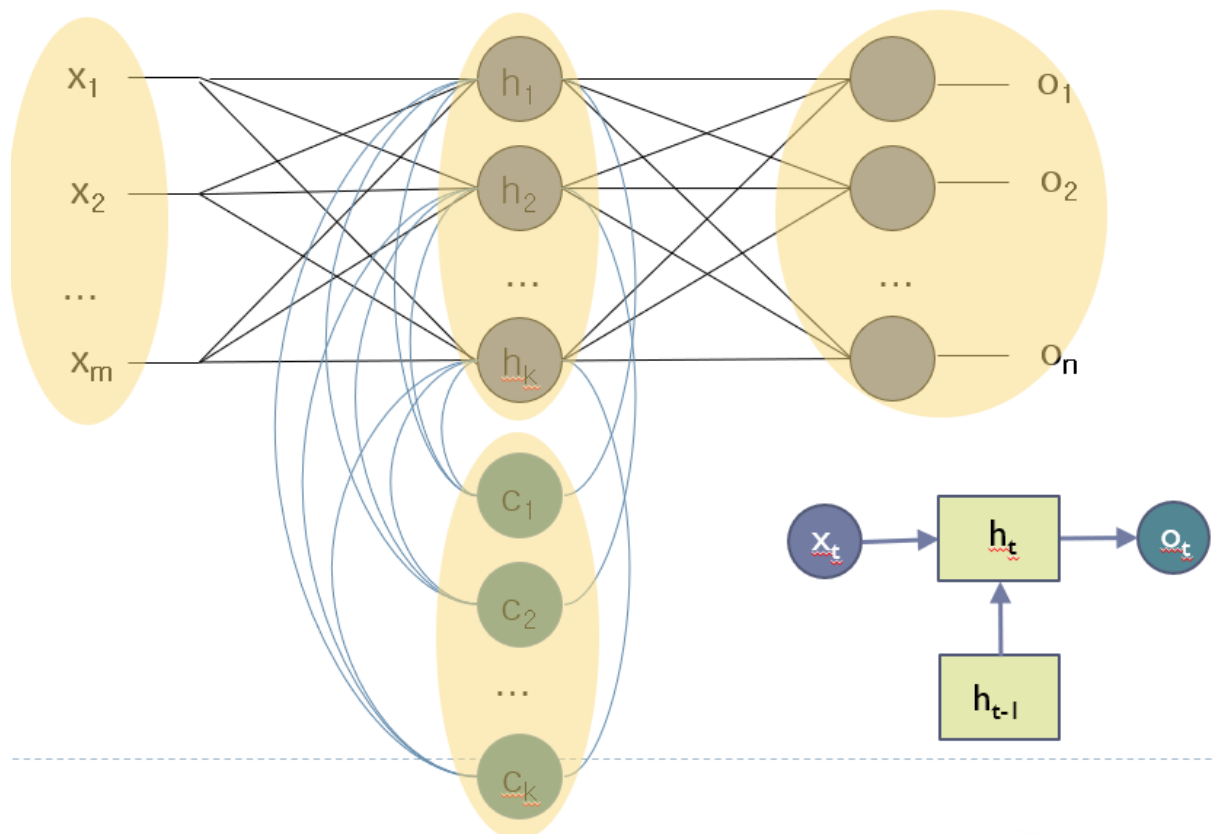 x₁ h₁ o₁
x₂ h₂ o₂
... ... ...
xₘ hₖ oₙ
c₁
c₂
...
cₖ
xₜ hₜ oₜ
hₜ₋₁